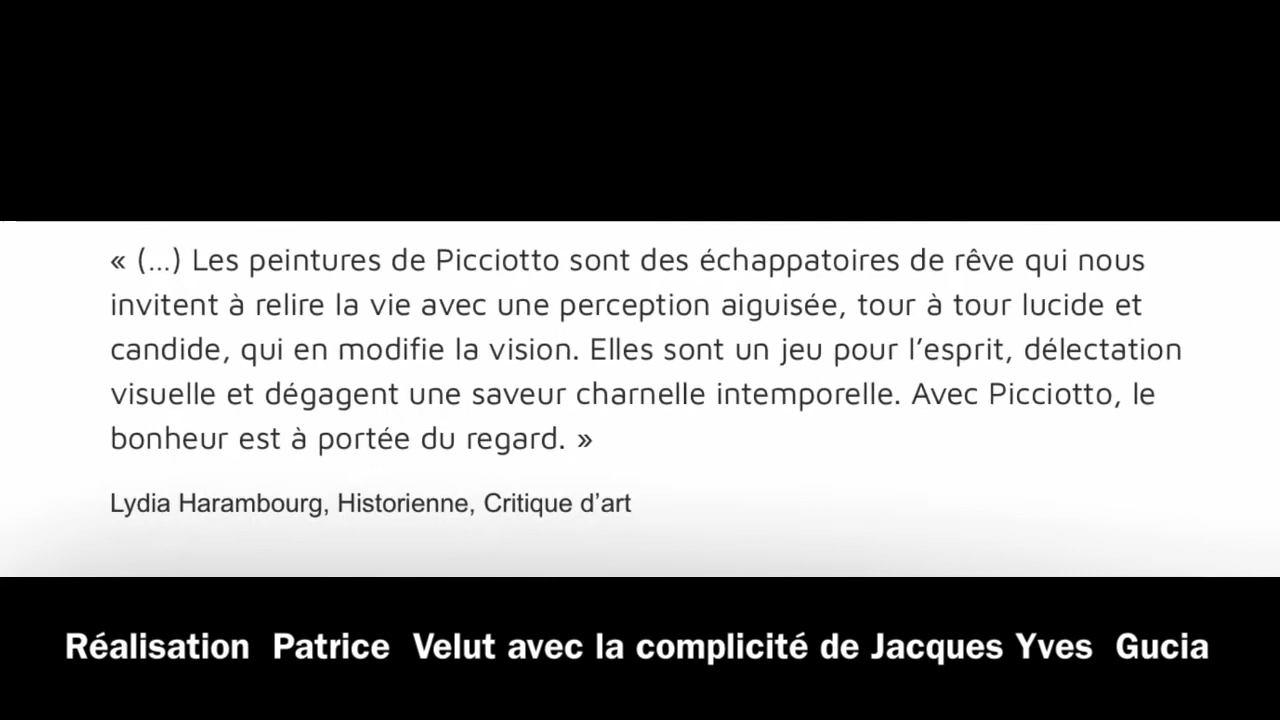 « (...) Les peintures de Picciotto sont des échappatoires de rêve qui nous
invitent à relire la vie avec une perception aiguisée, tour à tour lucide et
candide, qui en modifie la vision. Elles sont un jeu pour l’esprit, délectation
visuelle et dégagent une saveur charnelle intemporelle. Avec Picciotto, le
bonheur est à portée du regard. »
Lydia Harambourg, Historienne, Critique d’art
Réalisation Patrice Velut avec la complicité de Jacques Yves Gucia